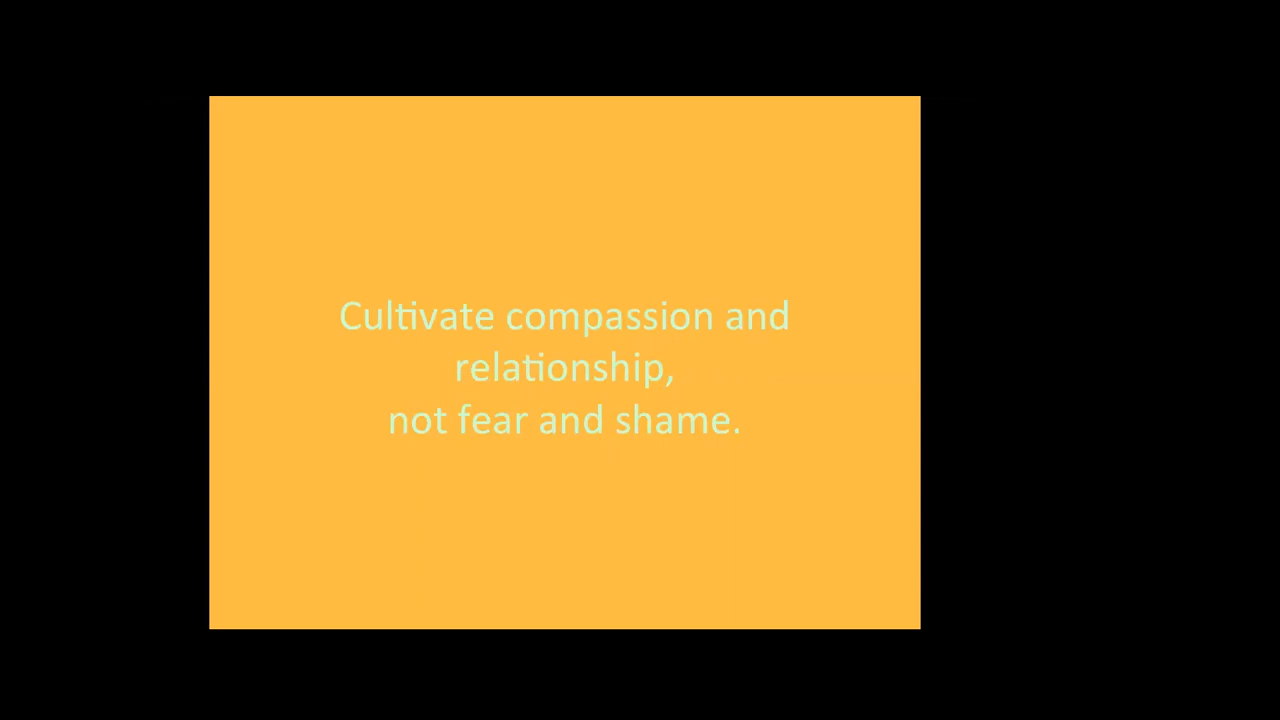 Cultivate compassion and
relationship,
not fear and shame.